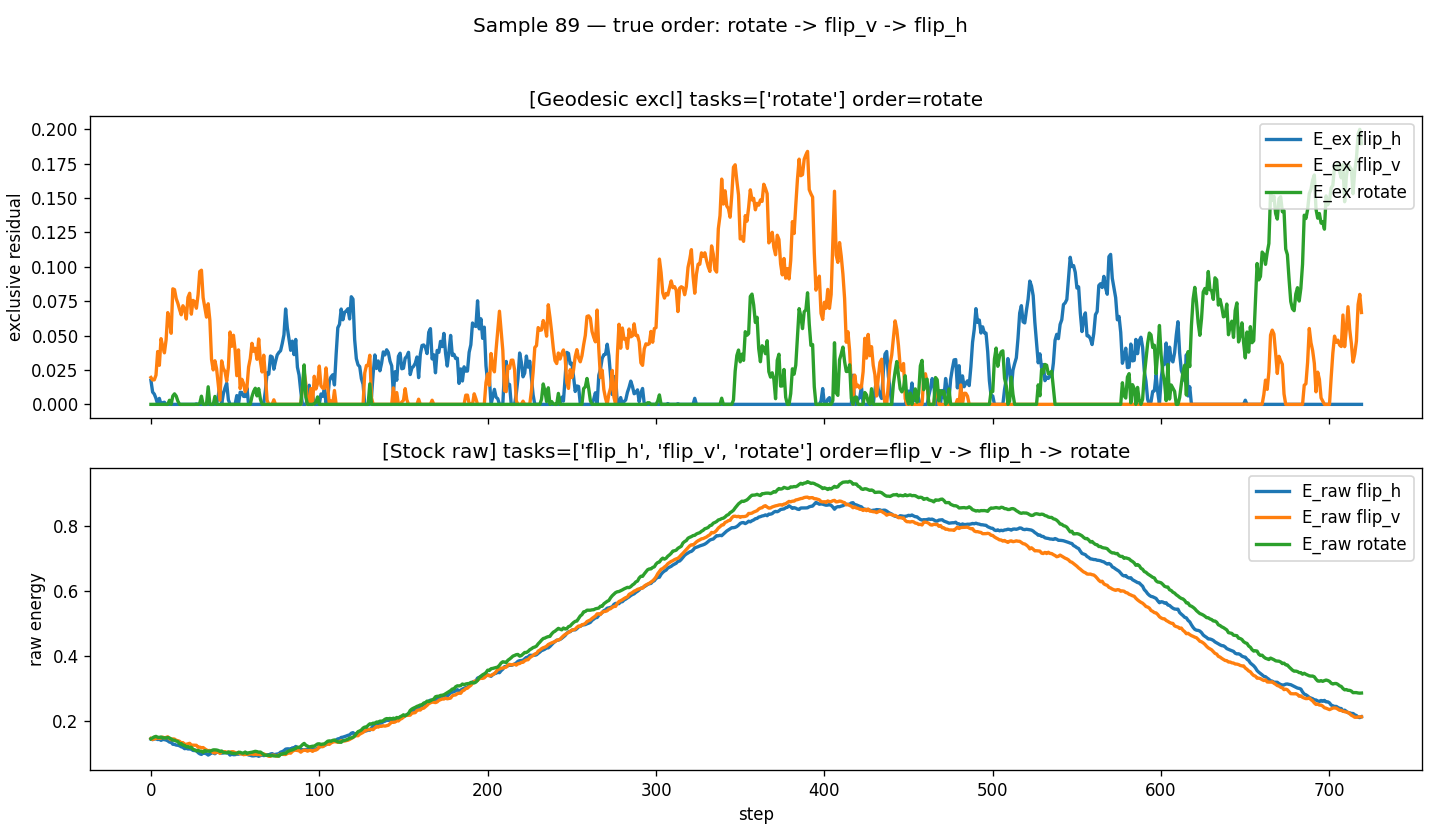 Sample 89 — true order: rotate -> flip_v -> flip_h
[Geodesic excl] tasks=['rotate'] order=rotate
exclusive residual
0.200
0.175
0.150
0.125
0.100
0.075
0.050
0.025
0.000
E_ex flip_h
E_ex flip_v
E_ex rotate
[Stock raw] tasks=['flip_h', 'flip_v', 'rotate'] order=flip_v -> flip_h -> rotate
raw energy
0.8
0.6
0.4
0.2
E_raw flip_h
E_raw flip_v
E_raw rotate
0 100 200 300 400 500 600 700
step